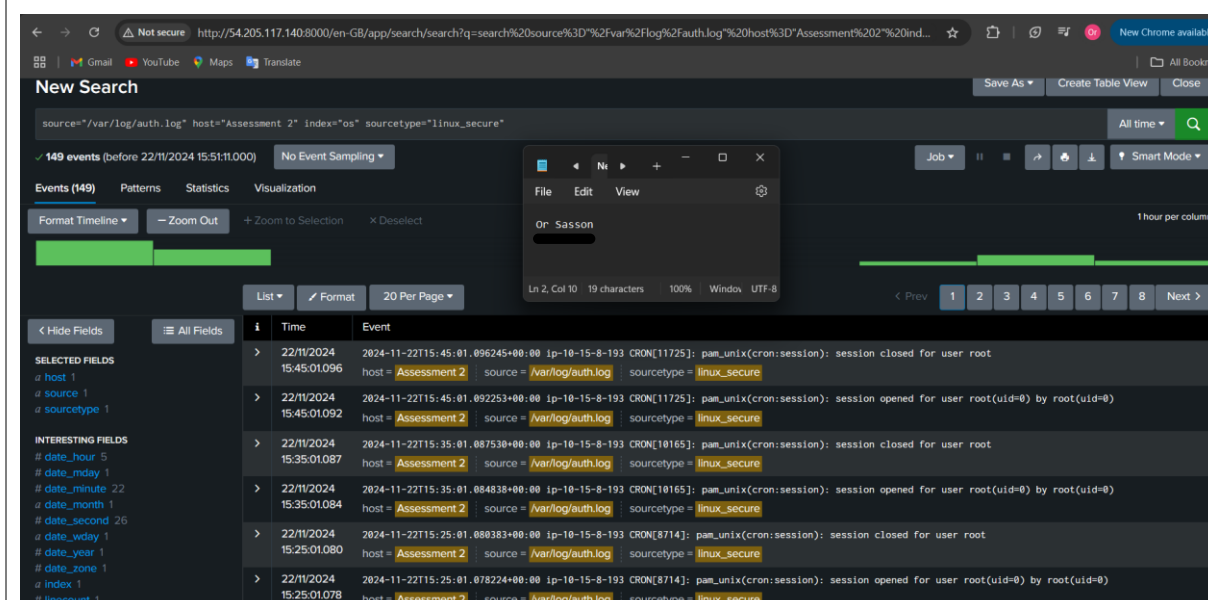 Not secure http://54.205.117.140:8000/en-GB/app/search/search?q=search%20source%3D"%2Fvar%2Flog%2Fauth.log"%20host%3D"Assessment%202"%20ind...
Or
New Chrome availab
Gmail YouTube Maps Translate
All Bookr
New Search
Save As Create Table View Close
source="/var/log/auth.log" host="Assessment 2" index="os" sourcetype="linux_secure"
All time
149 events (before 22/11/2024 15:51:11.000) No Event Sampling
Job Smart Mode
Events (149) Patterns Statistics Visualization
File Edit View
Or Sasson
Ln 2, Col 10 19 characters 100% Window UTF-8
Format Timeline Zoom Out + Zoom to Selection × Deselect
1 hour per colum
List Format 20 Per Page
< Prev 1 2 3 4 5 6 7 8 Next >
< Hide Fields All Fields
i Time Event
SELECTED FIELDS
a host 1
a source 1
a sourcetype 1
INTERESTING FIELDS
# date_hour 5
# date_mday 1
# date_minute 22
a date_month 1
# date_second 26
a date_wday 1
# date_year 1
# date_zone 1
a index 1
# linecount 1
22/11/2024 15:45:01.096
2024-11-22T15:45:01.096245+00:00 ip-10-15-8-193 CRON[11725]: pam_unix(cron:session): session closed for user root
host = Assessment 2 source = /var/log/auth.log sourcetype = linux_secure
22/11/2024 15:45:01.092
2024-11-22T15:45:01.092253+00:00 ip-10-15-8-193 CRON[11725]: pam_unix(cron:session): session opened for user root(uid=0) by root(uid=0)
host = Assessment 2 source = /var/log/auth.log sourcetype = linux_secure
22/11/2024 15:35:01.087
2024-11-22T15:35:01.087530+00:00 ip-10-15-8-193 CRON[10165]: pam_unix(cron:session): session closed for user root
host = Assessment 2 source = /var/log/auth.log sourcetype = linux_secure
22/11/2024 15:35:01.084
2024-11-22T15:35:01.084838+00:00 ip-10-15-8-193 CRON[10165]: pam_unix(cron:session): session opened for user root(uid=0) by root(uid=0)
host = Assessment 2 source = /var/log/auth.log sourcetype = linux_secure
22/11/2024 15:25:01.080
2024-11-22T15:25:01.080383+00:00 ip-10-15-8-193 CRON[8714]: pam_unix(cron:session): session closed for user root
host = Assessment 2 source = /var/log/auth.log sourcetype = linux_secure
22/11/2024 15:25:01.078
2024-11-22T15:25:01.078224+00:00 ip-10-15-8-193 CRON[8714]: pam_unix(cron:session): session opened for user root(uid=0) by root(uid=0)
host = Assessment 2 source = /var/log/auth.log sourcetype = linux_secure